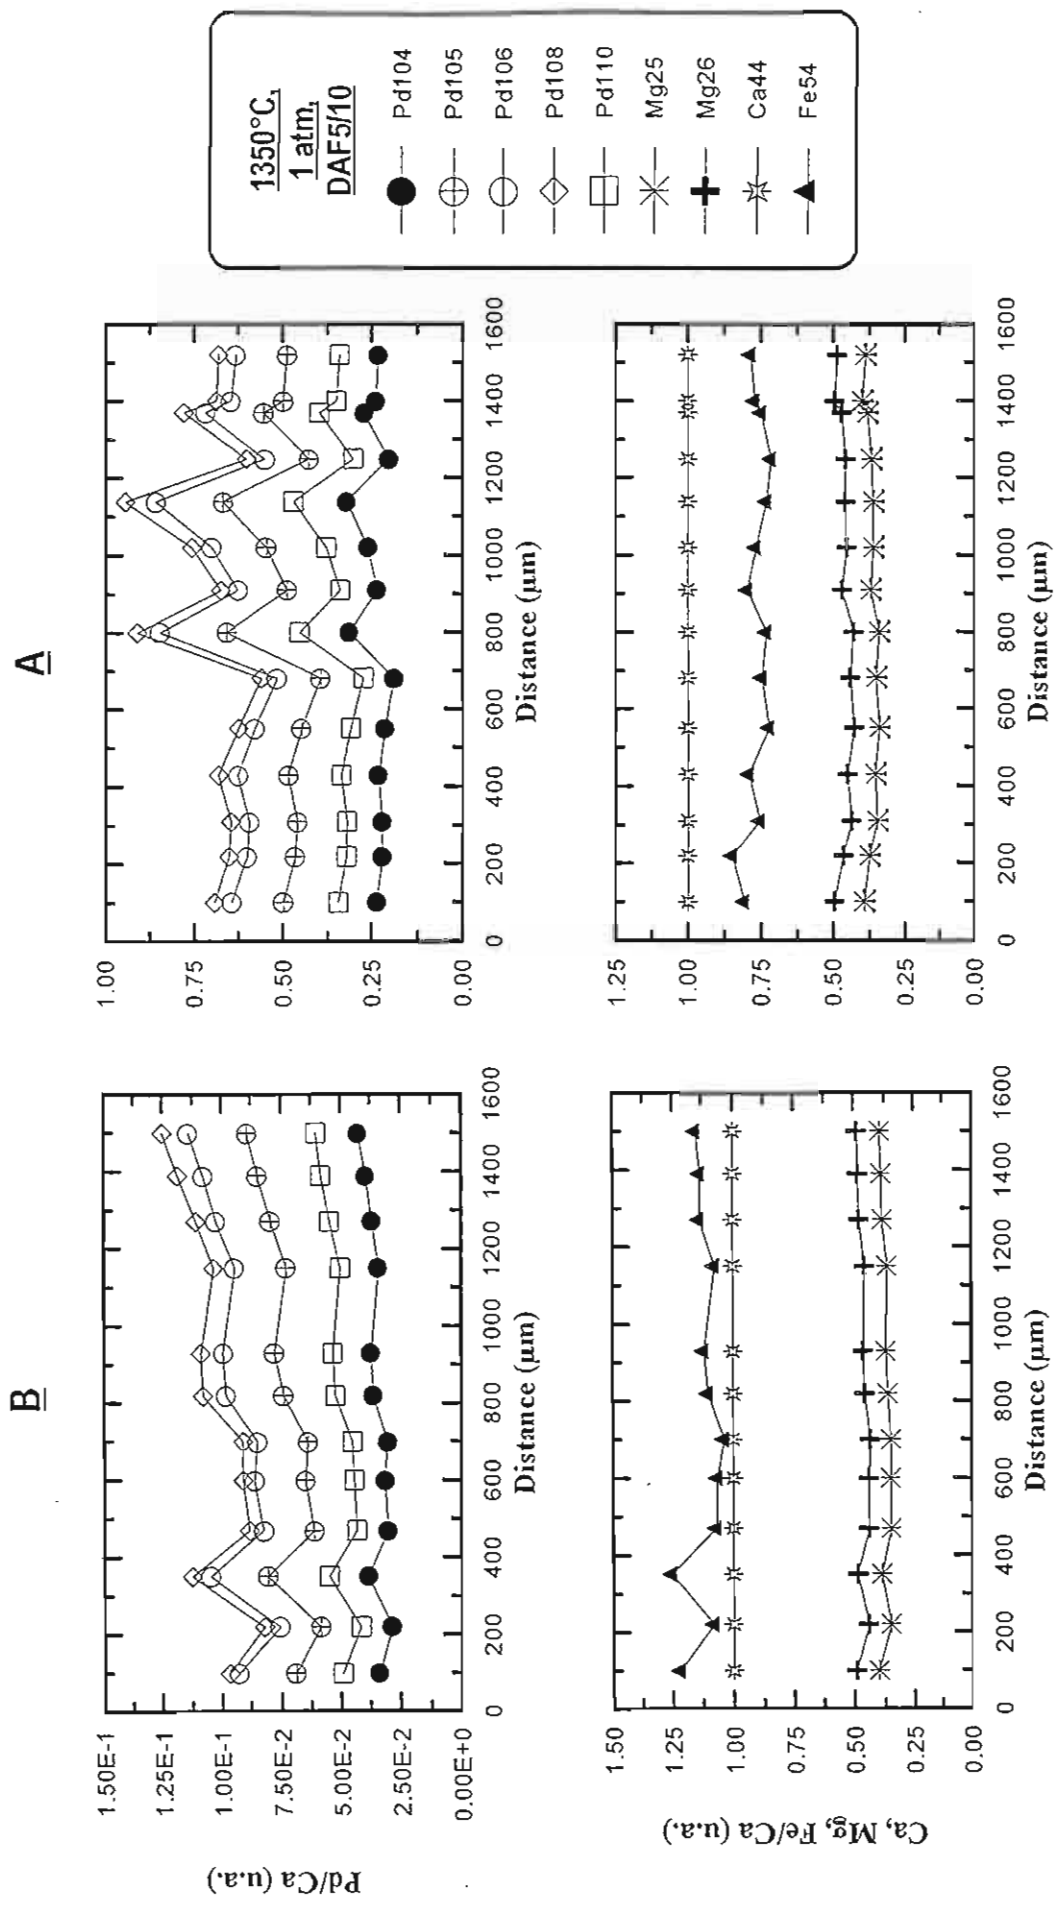 B
A
Pd/Ca (u.a.)
1.50E-1
1.25E-1
1.00E-1
7.50E-2
5.00E-2
2.50E-2
0.00E+0
0 200 400 600 800 1000 1200 1400 1600
Distance (µm)
1.00
0.75
0.50
0.25
0.00
0 200 400 600 800 1000 1200 1400 1600
Distance (µm)
Ca, Mg, Fe/Ca (u.a.)
1.50
1.25
1.00
0.75
0.50
0.25
0.00
0 200 400 600 800 1000 1200 1400 1600
Distance (µm)
1.25
1.00
0.75
0.50
0.25
0.00
0 200 400 600 800 1000 1200 1400 1600
Distance (µm)
1350°C,
1 atm,
DAF5/10
Pd104
Pd105
Pd106
Pd108
Pd110
Mg25
Mg26
Ca44
Fe54